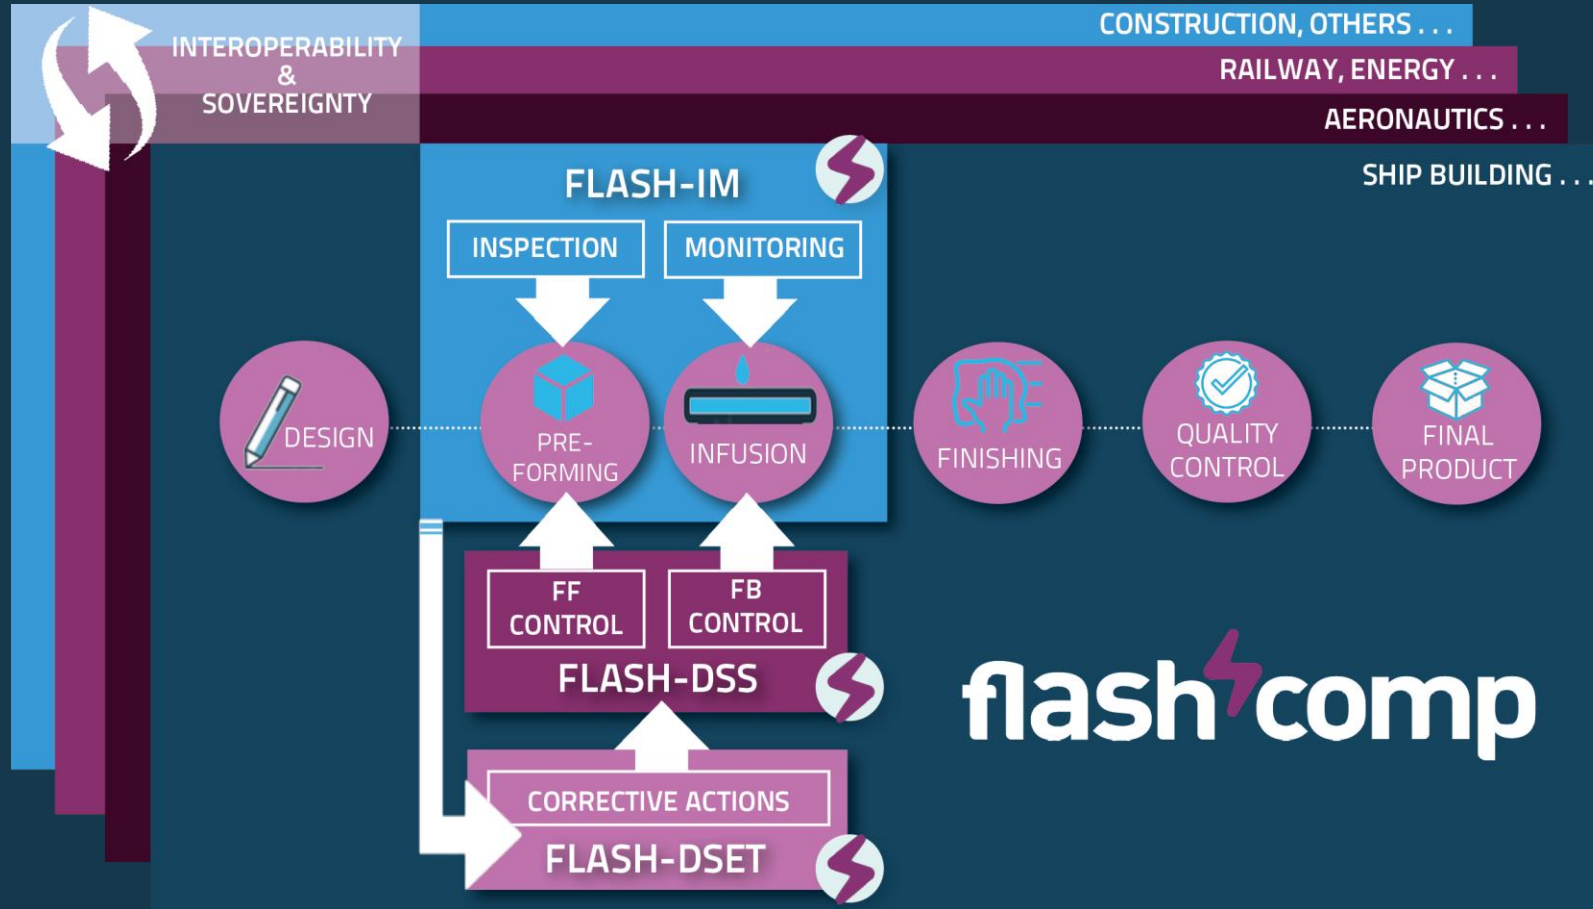 CONSTRUCTION, OTHERS . . .
INTEROPERABILITY
&
SOVEREIGNTY
RAILWAY, ENERGY . . .
AERONAUTICS . . .
SHIP BUILDING . . .
FLASH-IM
INSPECTION
MONITORING
DESIGN
PRE-
FORMING
INFUSION
FINISHING
QUALITY
CONTROL
FINAL
PRODUCT
FF
CONTROL
FB
CONTROL
FLASH-DSS
flash comp
CORRECTIVE ACTIONS
FLASH-DSET